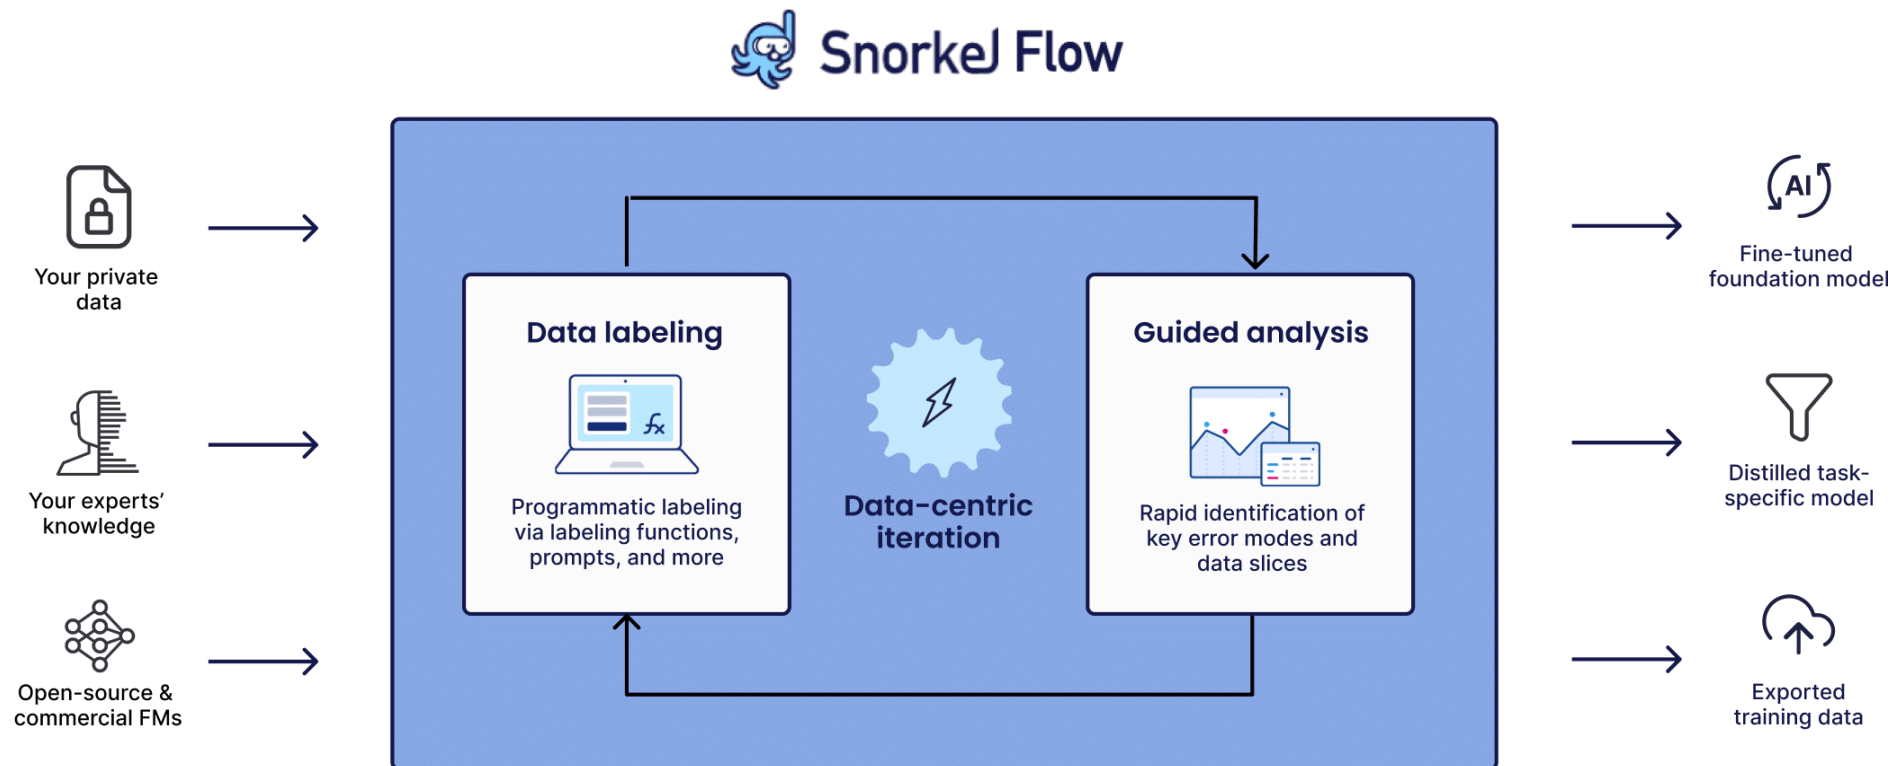 Snorkel Flow
Your private
data
Your experts’
knowledge
Open-source &
commercial FMs
Data labeling
fx
Programmatic labeling
via labeling functions,
prompts, and more
Data-centric
iteration
Guided analysis
Rapid identification of
key error modes and
data slices
AI
Fine-tuned
foundation model
Distilled task-
specific model
Exported
training data